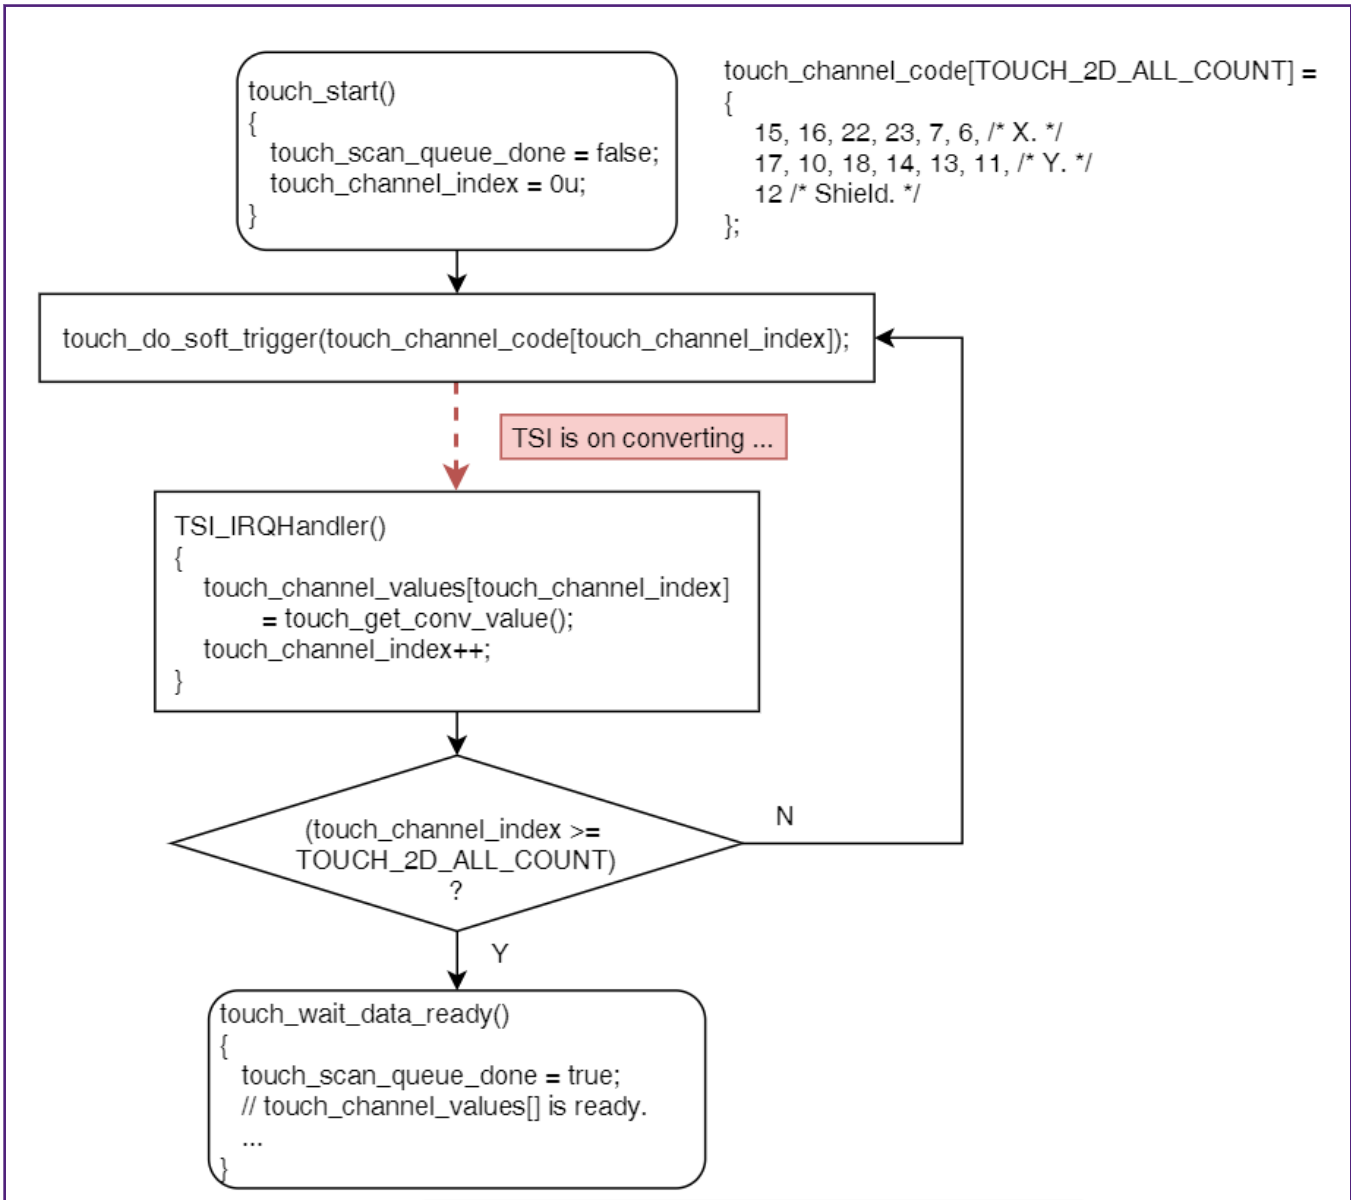 touch_start()
{
touch_scan_queue_done = false;
touch_channel_index = 0u;
}
touch_channel_code[TOUCH_2D_ALL_COUNT] =
{
15, 16, 22, 23, 7, 6, /* X. */
17, 10, 18, 14, 13, 11, /* Y. */
12 /* Shield. */
};
touch_do_soft_trigger(touch_channel_code[touch_channel_index]);
TSI is on converting ...
TSI_IRQHandler()
{
touch_channel_values[touch_channel_index]
= touch_get_conv_value();
touch_channel_index++;
}
(touch_channel_index >=
TOUCH_2D_ALL_COUNT)
?
N
Y
touch_wait_data_ready()
{
touch_scan_queue_done = true;
// touch_channel_values[] is ready.
...
}